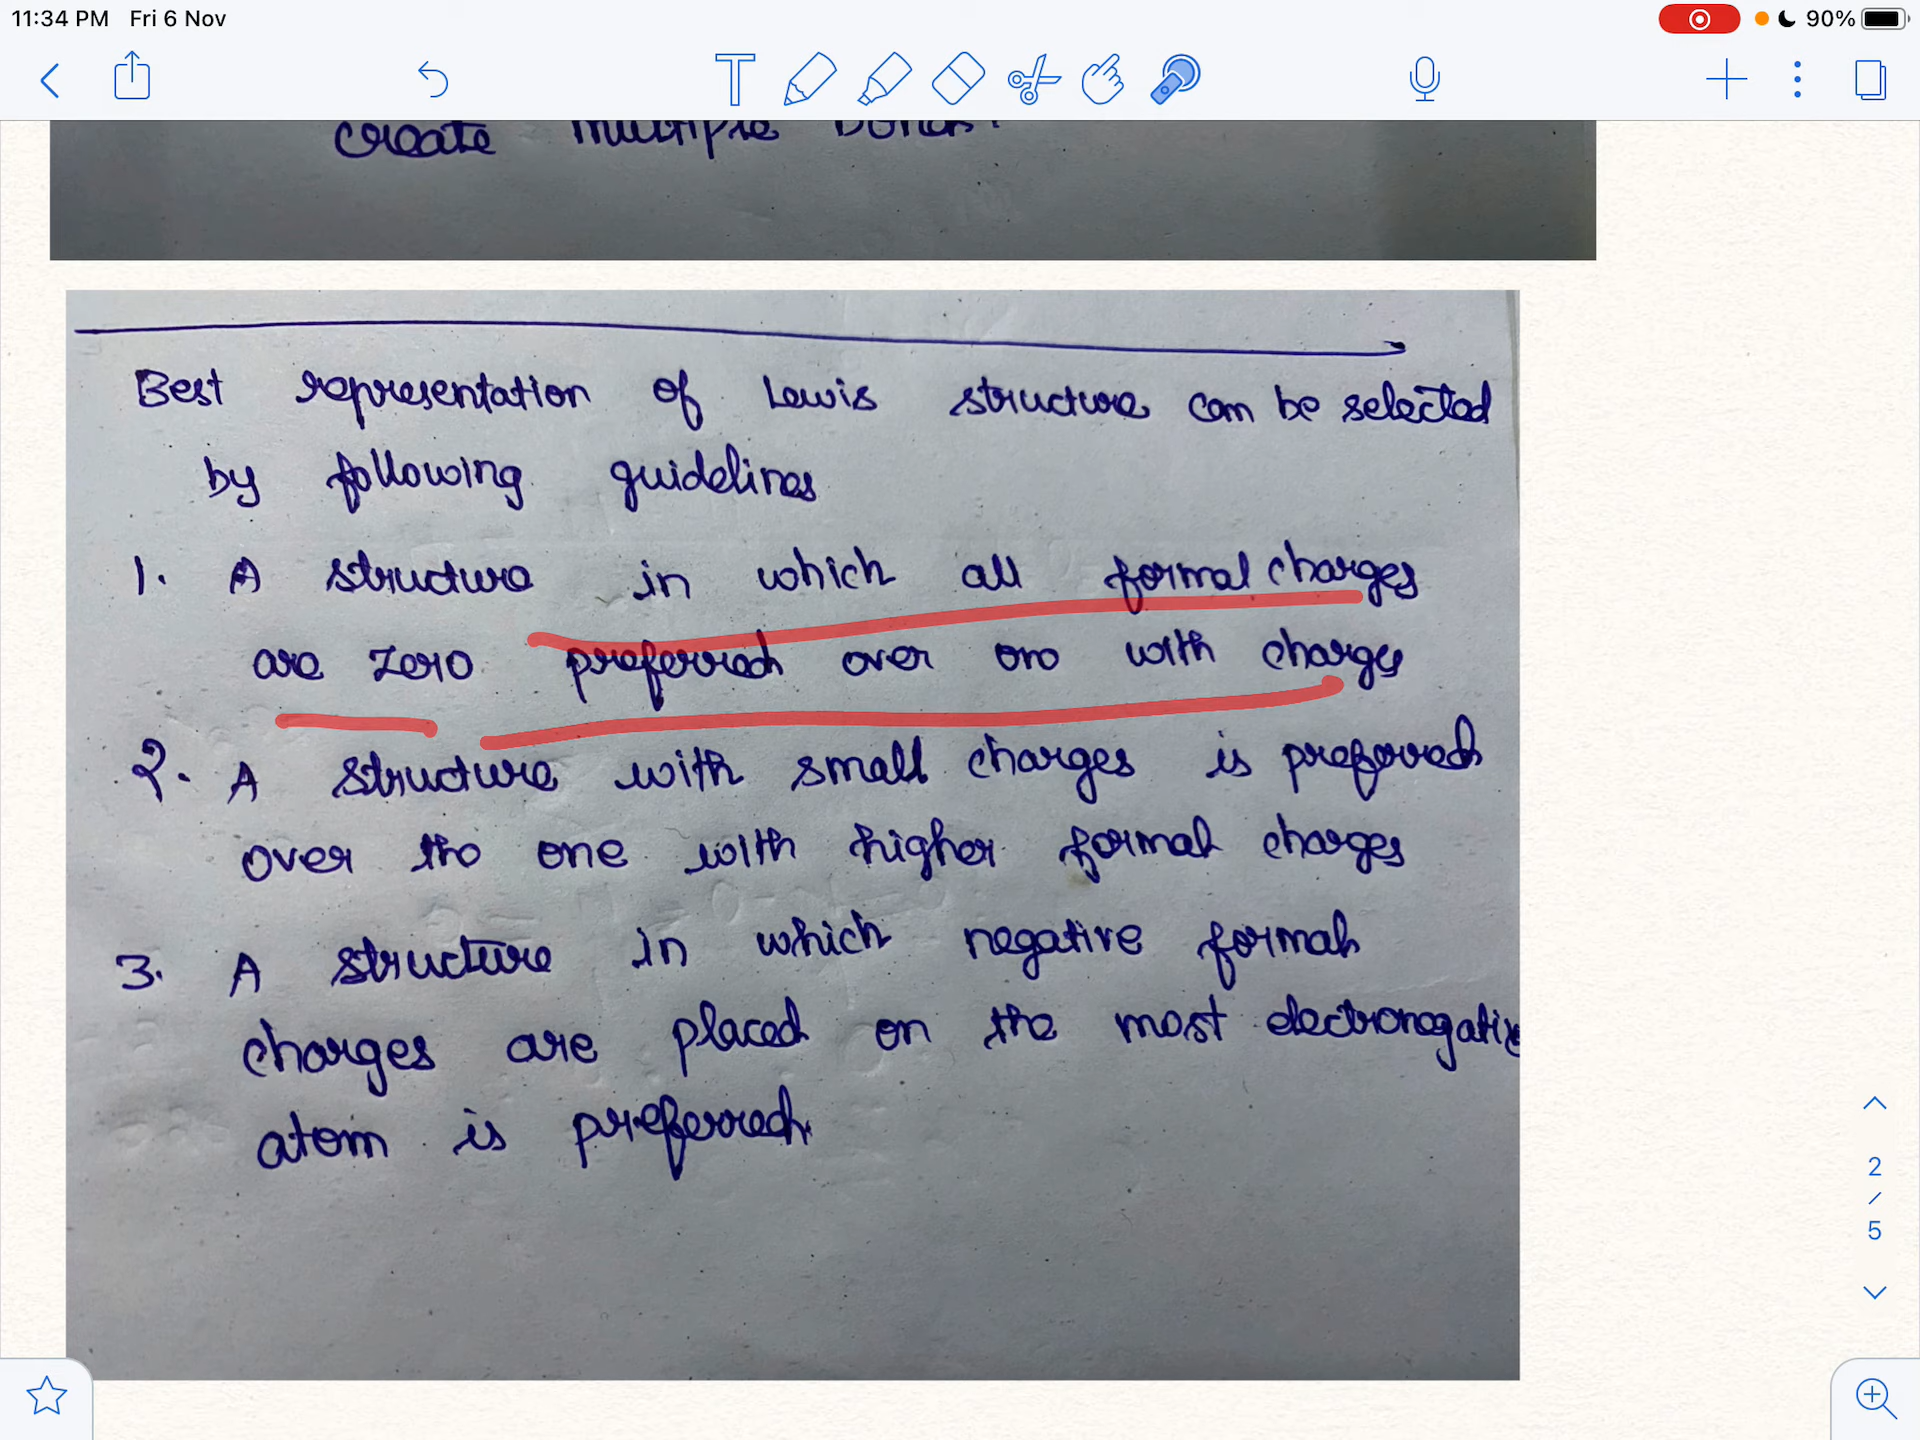 11:34 PM Fri 6 Nov
90%
T
create multiple bonds.
Best representation of Lewis structure can be selected
by following guidelines
1. A structure in which all formal charges
are zero preferred over one with charges
2. A structure with small charges is preferred
over the one with higher formal charges
3. A structure in which negative formal
charges are placed on the most electronegative
atom is preferred.
2
/
5